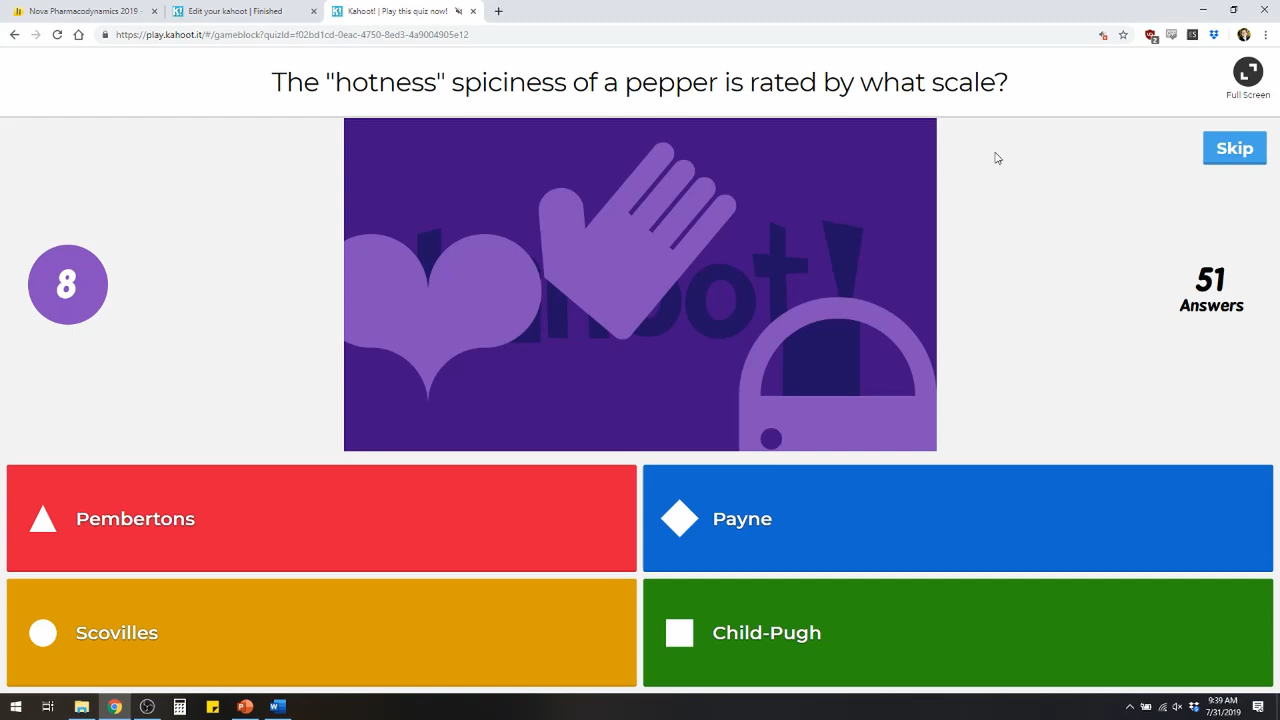 Nova Pharmacodynamics 2019 -
Edit your kahoot | Finished
Kahoot! | Play this quiz now!
https://play.kahoot.it/#/gameblock?quizId=f02bd1cd-0eac-4750-8ed3-4a9004905e12
The "hotness" spiciness of a pepper is rated by what scale?
Full Screen
Skip
8
51
Answers
Pembertons
Payne
Scovilles
Child-Pugh
9:39 AM
7/31/2019